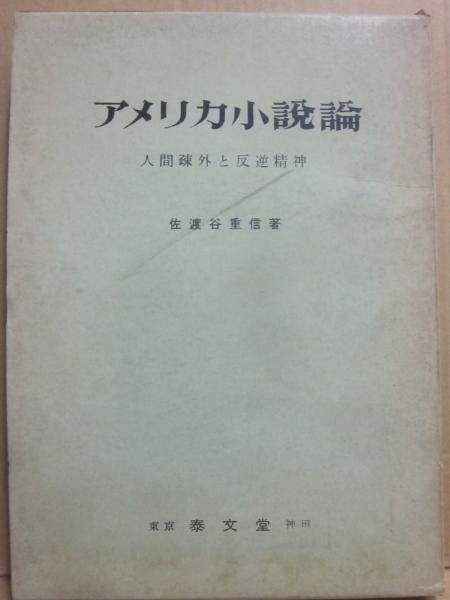 アメリカ小說論
人間疎外と反逆精神
佐渡谷重信著
東京 泰文堂 神田